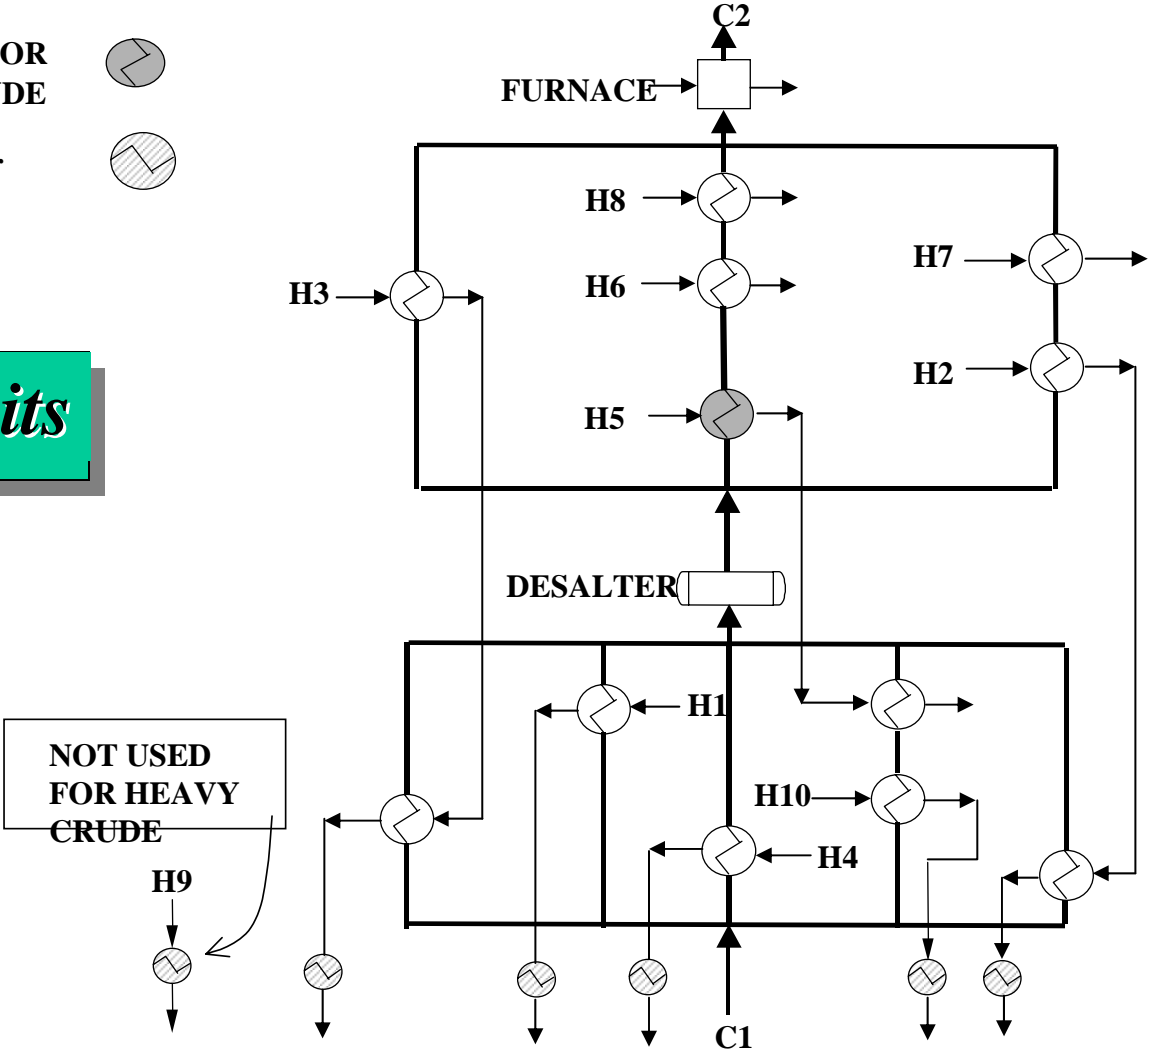 C2
OR
DE
FURNACE
.
H8
H7
H6
H3
H2
its
H5
DESALTER
H1
NOT USED
FOR HEAVY
CRUDE
H10
H4
H9
C1